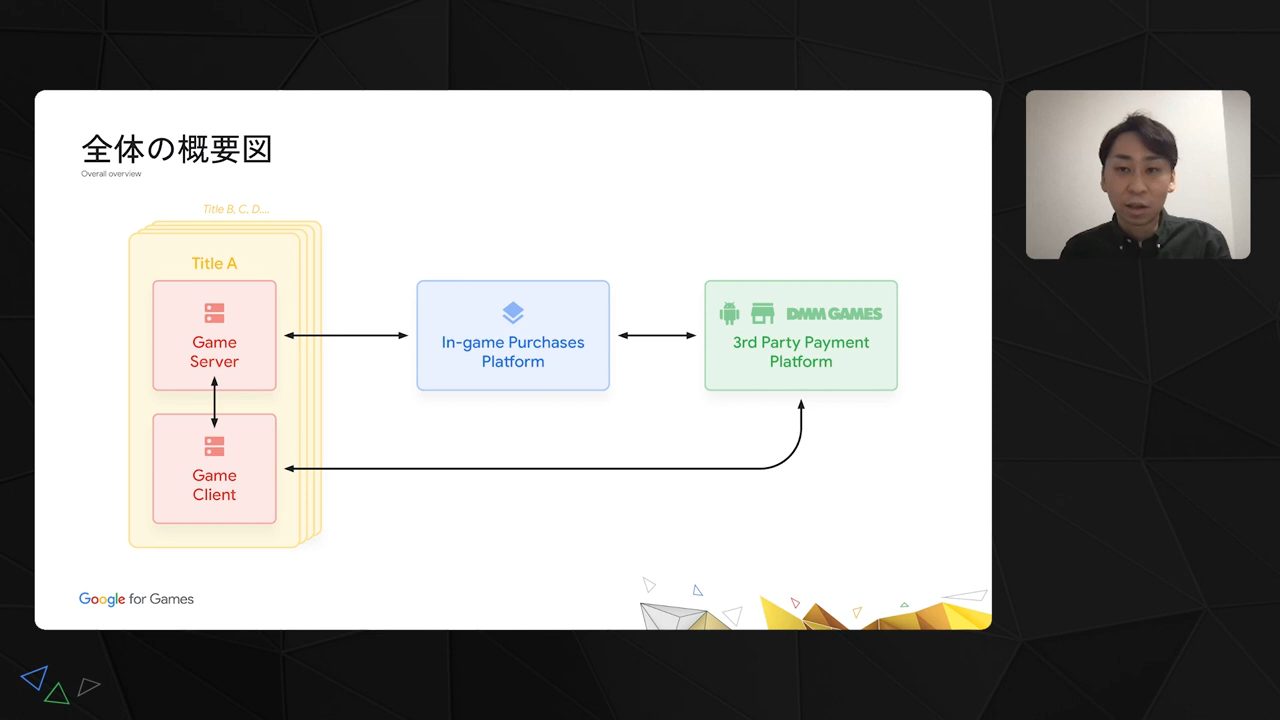 全体の概要図
Overall overview
Title B, C, D....
Title A
Game
Server
In-game Purchases
Platform
DMM GAMES
3rd Party Payment
Platform
Game
Client
Google for Games